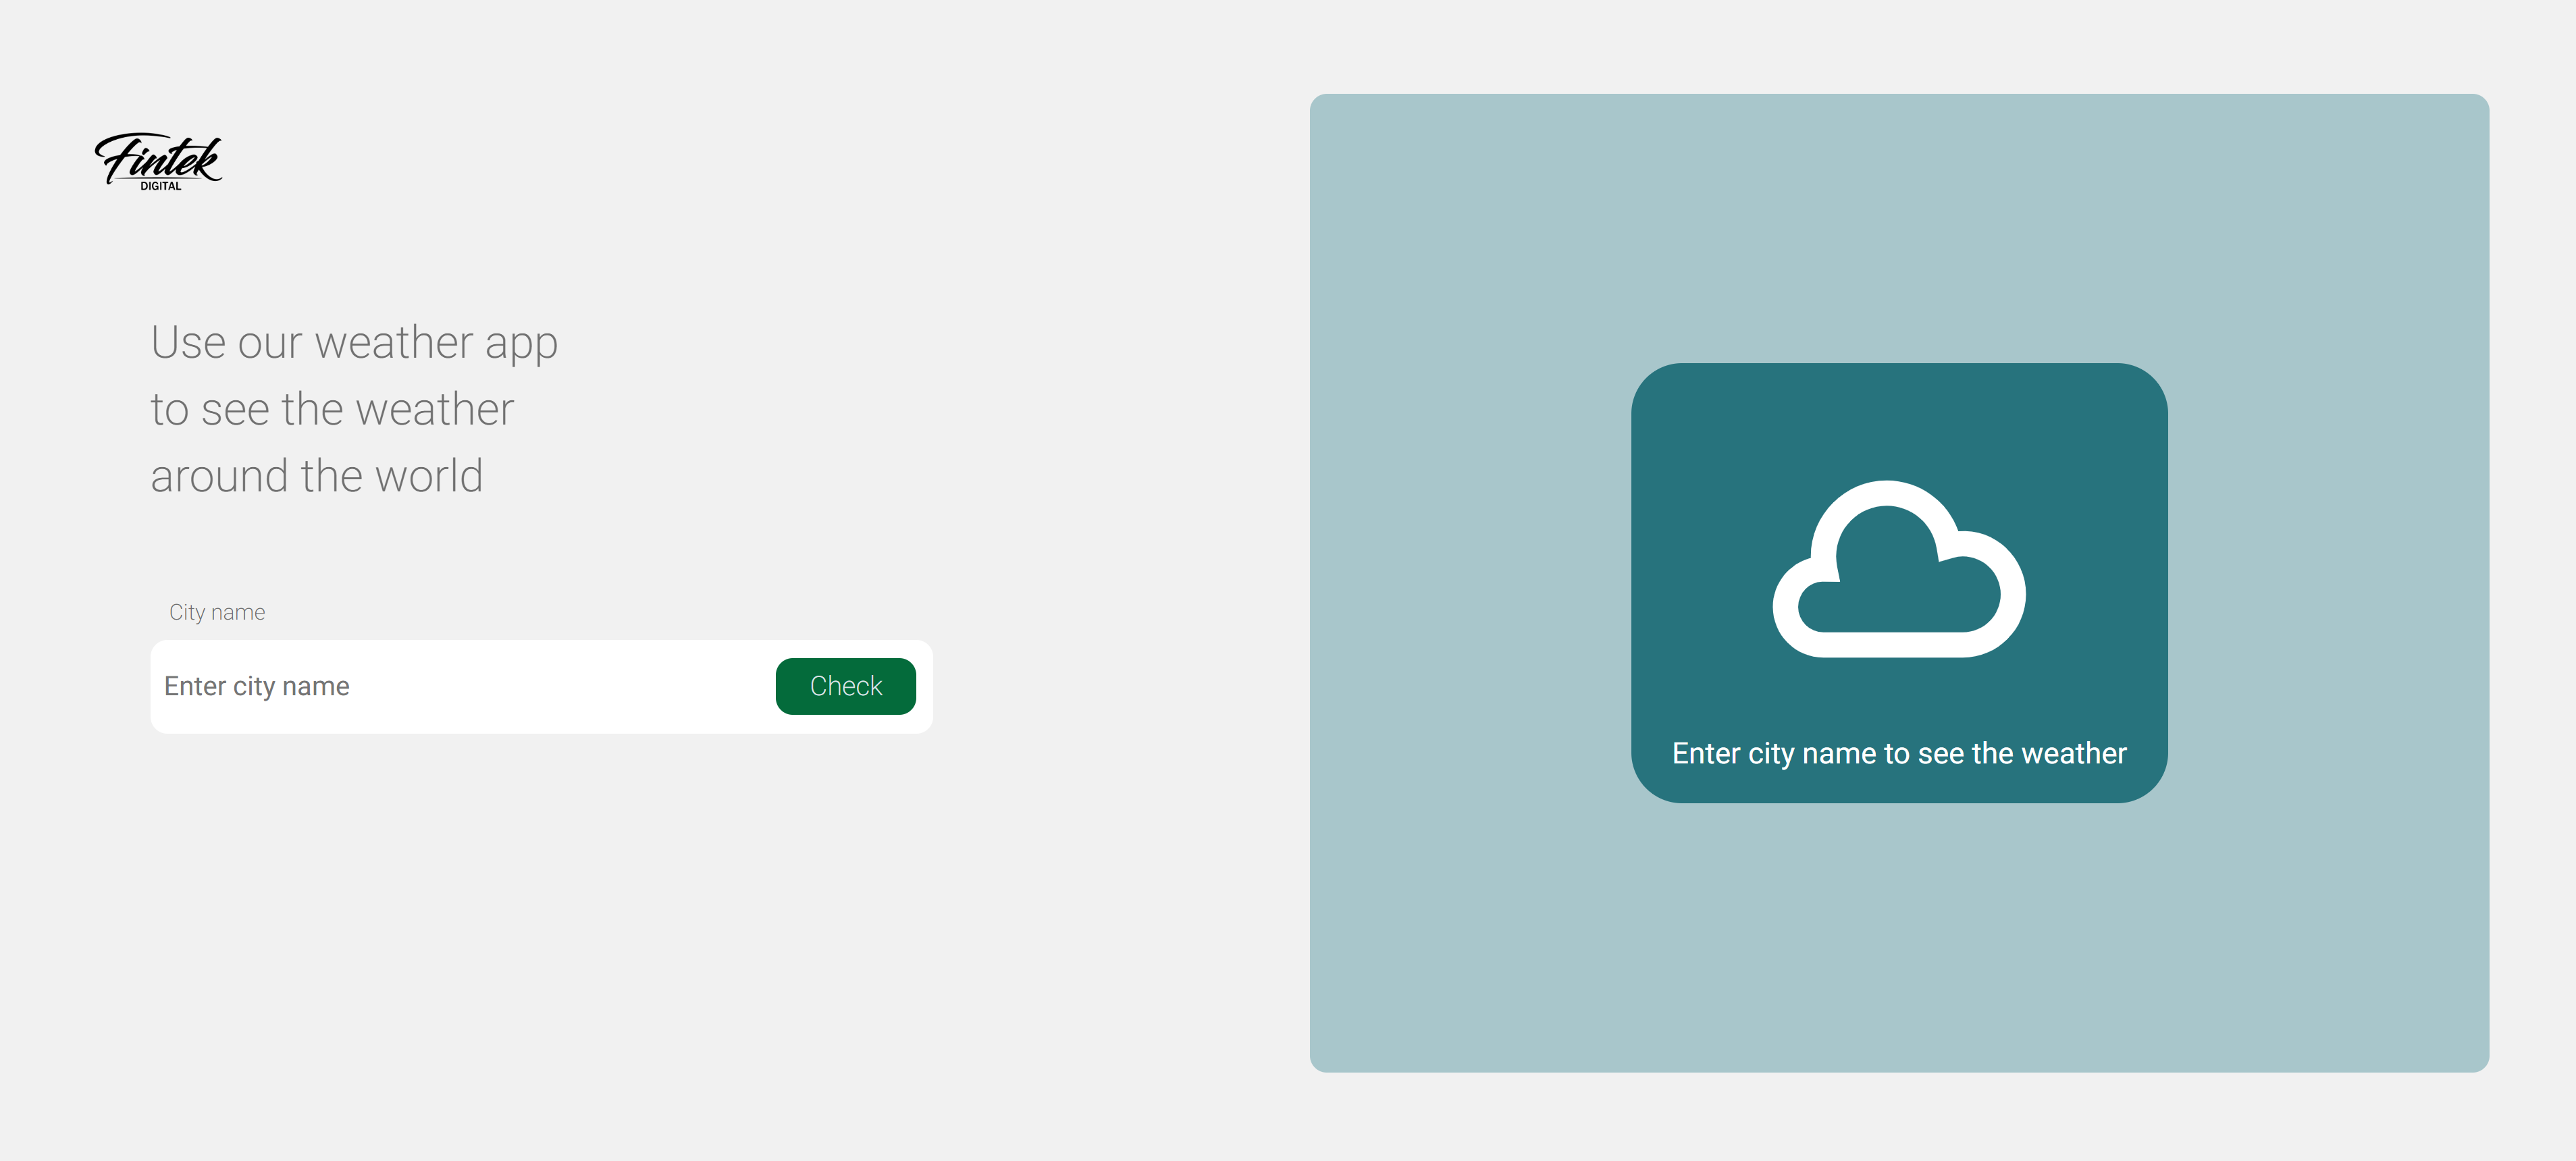 Fintek
DIGITAL
Use our weather app
to see the weather
around the world
City name
Enter city name
Check
Enter city name to see the weather